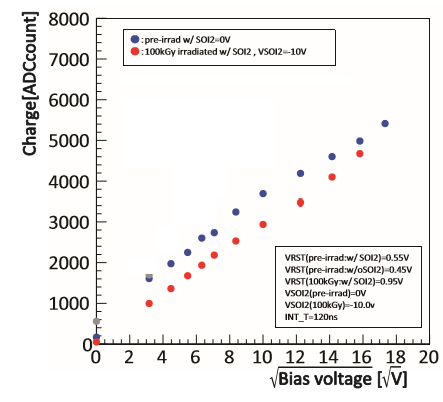 8000
7000
6000
5000
4000
3000
2000
1000
0
Charge[ADCcount]
:pre-irrad w/ SOI2=0V
:100kGy irradiated w/ SOI2 , VSOI2=-10V
VRST(pre-irrad:w/ SOI2)=0.55V
VRST(pre-irrad:w/oSOI2)=0.45V
VRST(100kGy:w/ SOI2)=0.95V
VSOI2(pre-irrad)=0V
VSOI2(100kGy)=-10.0v
INT_T=120ns
0 2 4 6 8 10 12 14 16 18 20
√Bias voltage [√V]